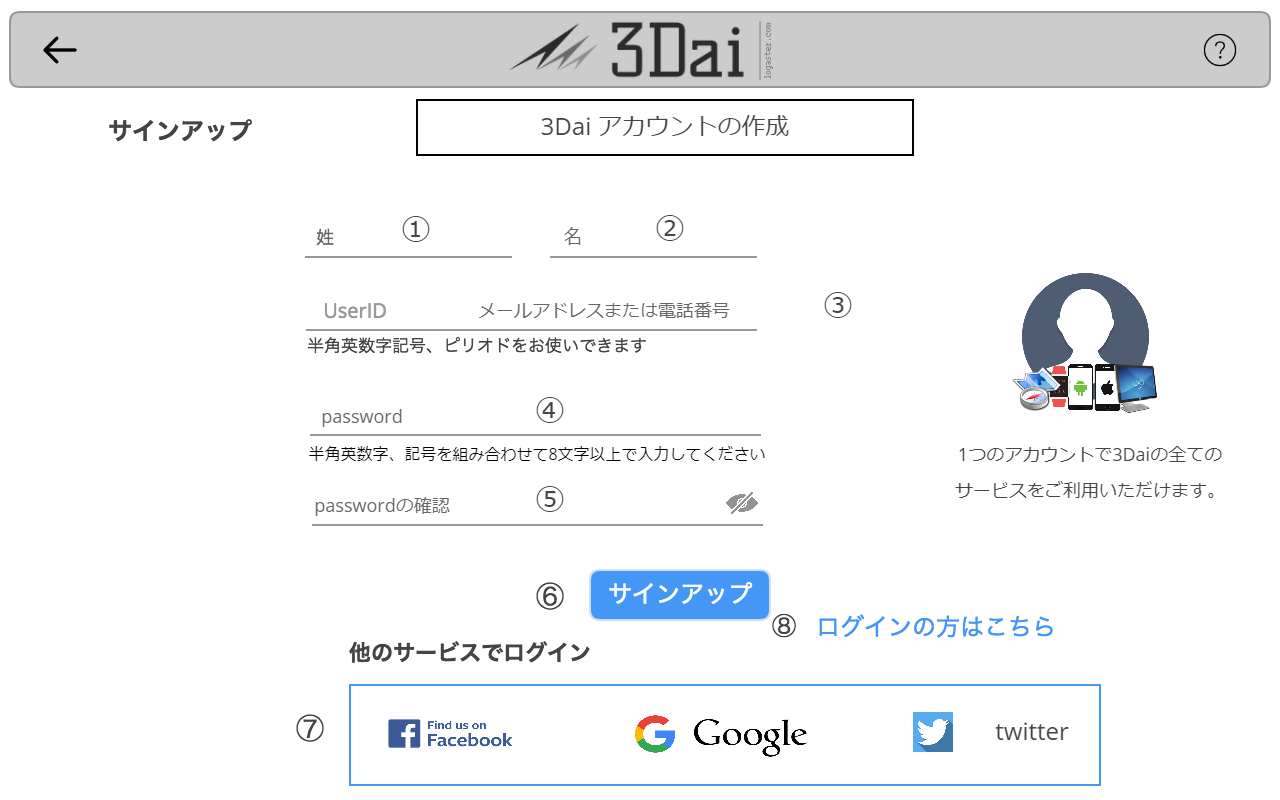 3Dai
logaster.com
?
サインアップ
3Dai アカウントの作成
姓 ① 名 ②
UserID メールアドレスまたは電話番号 ③
半角英数字記号、ピリオドをお使いできます
password ④
半角英数字、記号を組み合わせて8文字以上で入力してください
passwordの確認 ⑤
1つのアカウントで3Daiの全ての
サービスをご利用いただけます。
⑥ サインアップ
⑧ ログインの方はこちら
他のサービスでログイン
⑦
Find us on
Facebook
Google
twitter